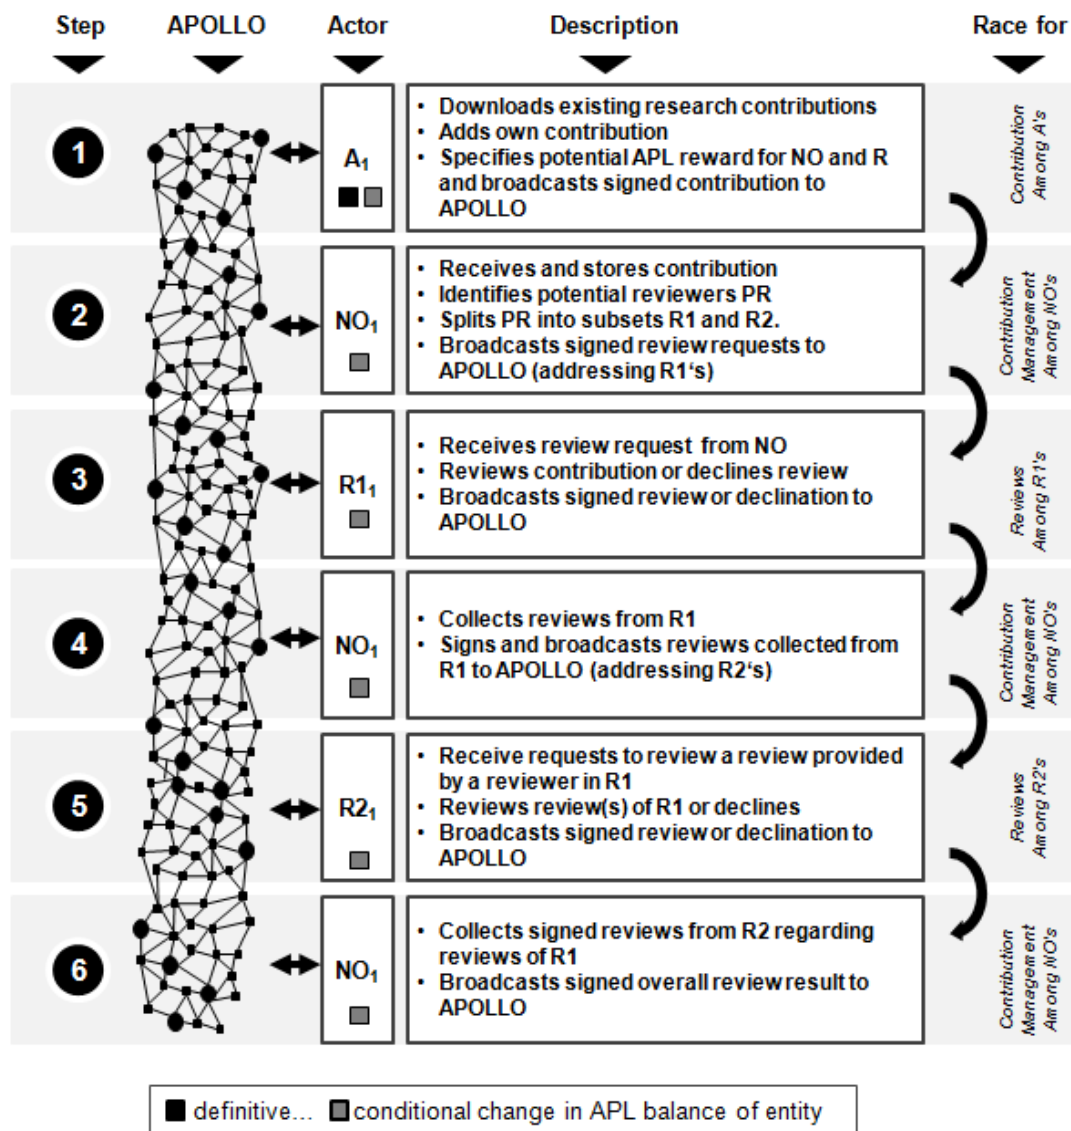 Step APOLLO Actor Description Race for
1
A1
• Downloads existing research contributions
• Adds own contribution
• Specifies potential APL reward for NO and R
and broadcasts signed contribution to
APOLLO
Contribution
Among A's
2
NO1
• Receives and stores contribution
• Identifies potential reviewers PR
• Splits PR into subsets R1 and R2.
• Broadcasts signed review requests to
APOLLO (addressing R1‘s)
Contribution
Management
Among NO's
3
R11
• Receives review request from NO
• Reviews contribution or declines review
• Broadcasts signed review or declination to
APOLLO
Reviews
Among R1's
4
NO1
• Collects reviews from R1
• Signs and broadcasts reviews collected from
R1 to APOLLO (addressing R2‘s)
Contribution
Management
Among NO's
5
R21
• Receive requests to review a review provided
by a reviewer in R1
• Reviews review(s) of R1 or declines
• Broadcasts signed review or declination to
APOLLO
Reviews
Among R2's
6
NO1
• Collects signed reviews from R2 regarding
reviews of R1
• Broadcasts signed overall review result to
APOLLO
Contribution
Management
Among NO's
definitive... conditional change in APL balance of entity